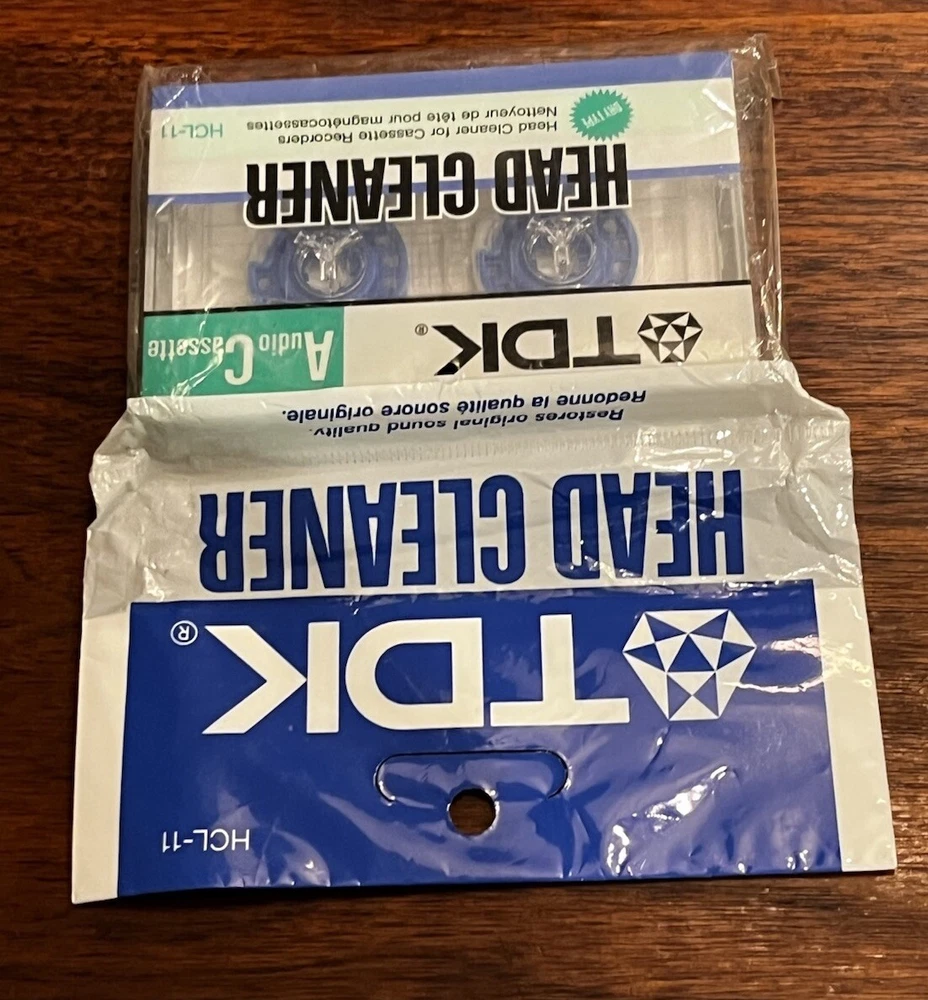 HCL-11
TDK®
HEAD CLEANER
Restores original sound quality.
Redonne la qualité sonore originale.
TDK®
Audio Cassette
HEAD CLEANER
Head Cleaner for Cassette Recorders
Nettoyeur de tête pour magnétocassettes
HCL-11
DRY TYPE